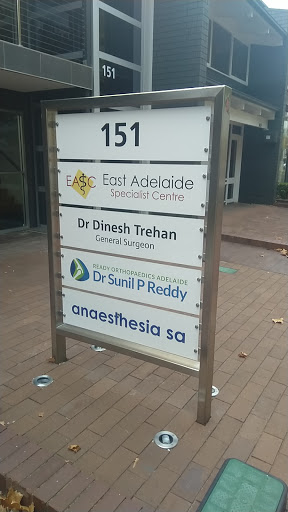 151
151
EASC East Adelaide
Specialist Centre
Dr Dinesh Trehan
General Surgeon
READY ORTHOPAEDICS ADELAIDE
Dr Sunil P Reddy
anaesthesia sa